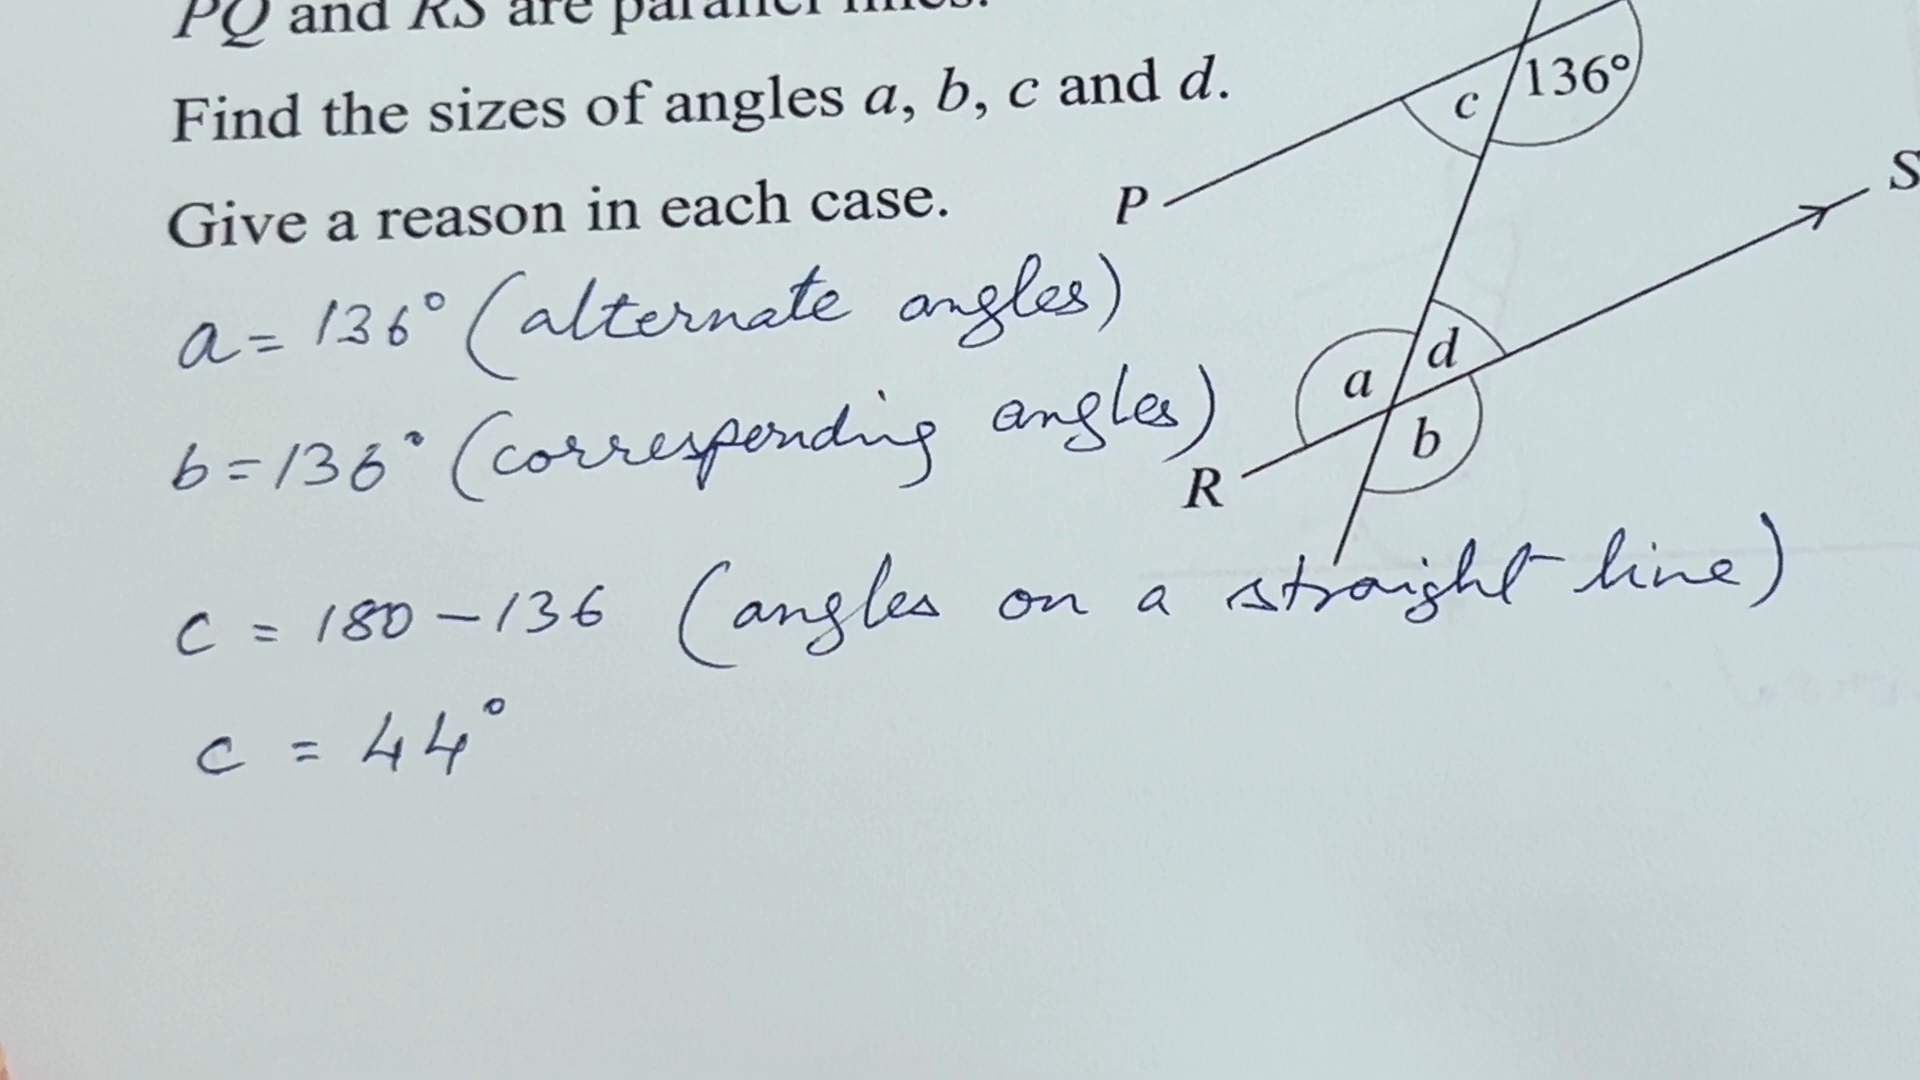 PQ and RS are parallel lines.
Find the sizes of angles a, b, c and d.
Give a reason in each case.
a = 136° (alternate angles)
b = 136° (corresponding angles)
c = 180 - 136 (angles on a straight line)
c = 44°
136°
c
P
S
d
a
b
R